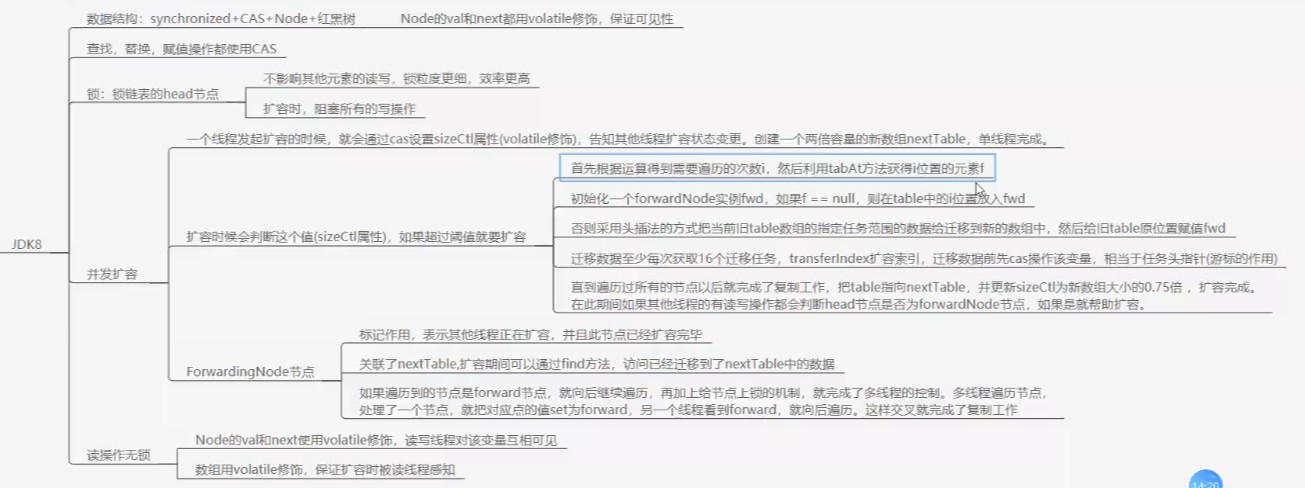 数据结构：synchronized+CAS+Node+红黑树
Node的val和next都用volatile修饰，保证可见性
查找，替换，赋值操作都使用CAS
锁：锁链表的head节点
不影响其他元素的读写，锁粒度更细，效率更高
扩容时，阻塞所有的写操作
JDK8
并发扩容
一个线程发起扩容的时候，就会通过cas设置sizeCtl属性(volatile修饰)，告知其他线程扩容状态变更。创建一个两倍容量的新数组nextTable，单线程完成。
扩容时候会判断这个值(sizeCtl属性)，如果超过阈值就要扩容
首先根据运算得到需要遍历的次数i，然后利用tabAt方法获得i位置的元素f
初始化一个forwardNode实例fwd，如果f == null，则在table中的i位置放入fwd
否则采用头插法的方式把当前旧table数组的指定任务范围的数据给迁移到新的数组中，然后给旧table原位置赋值fwd
迁移数据至少每次获取16个迁移任务，transferIndex扩容索引，迁移数据前先cas操作该变量，相当于任务头指针(游标的作用)
直到遍历过所有的节点以后就完成了复制工作，把table指向nextTable，并更新sizeCtl为新数组大小的0.75倍 ，扩容完成。
在此期间如果其他线程的有读写操作都会判断head节点是否为forwardNode节点，如果是就帮助扩容。
ForwardingNode节点
标记作用，表示其他线程正在扩容，并且此节点已经扩容完毕
关联了nextTable,扩容期间可以通过find方法，访问已经迁移到了nextTable中的数据
如果遍历到的节点是forward节点，就向后继续遍历，再加上给节点上锁的机制，就完成了多线程的控制。多线程遍历节点，
处理了一个节点，就把对应点的值set为forward，另一个线程看到forward，就向后遍历。这样交叉就完成了复制工作
读操作无锁
Node的val和next使用volatile修饰，读写线程对该变量互相可见
数组用volatile修饰，保证扩容时被读线程感知